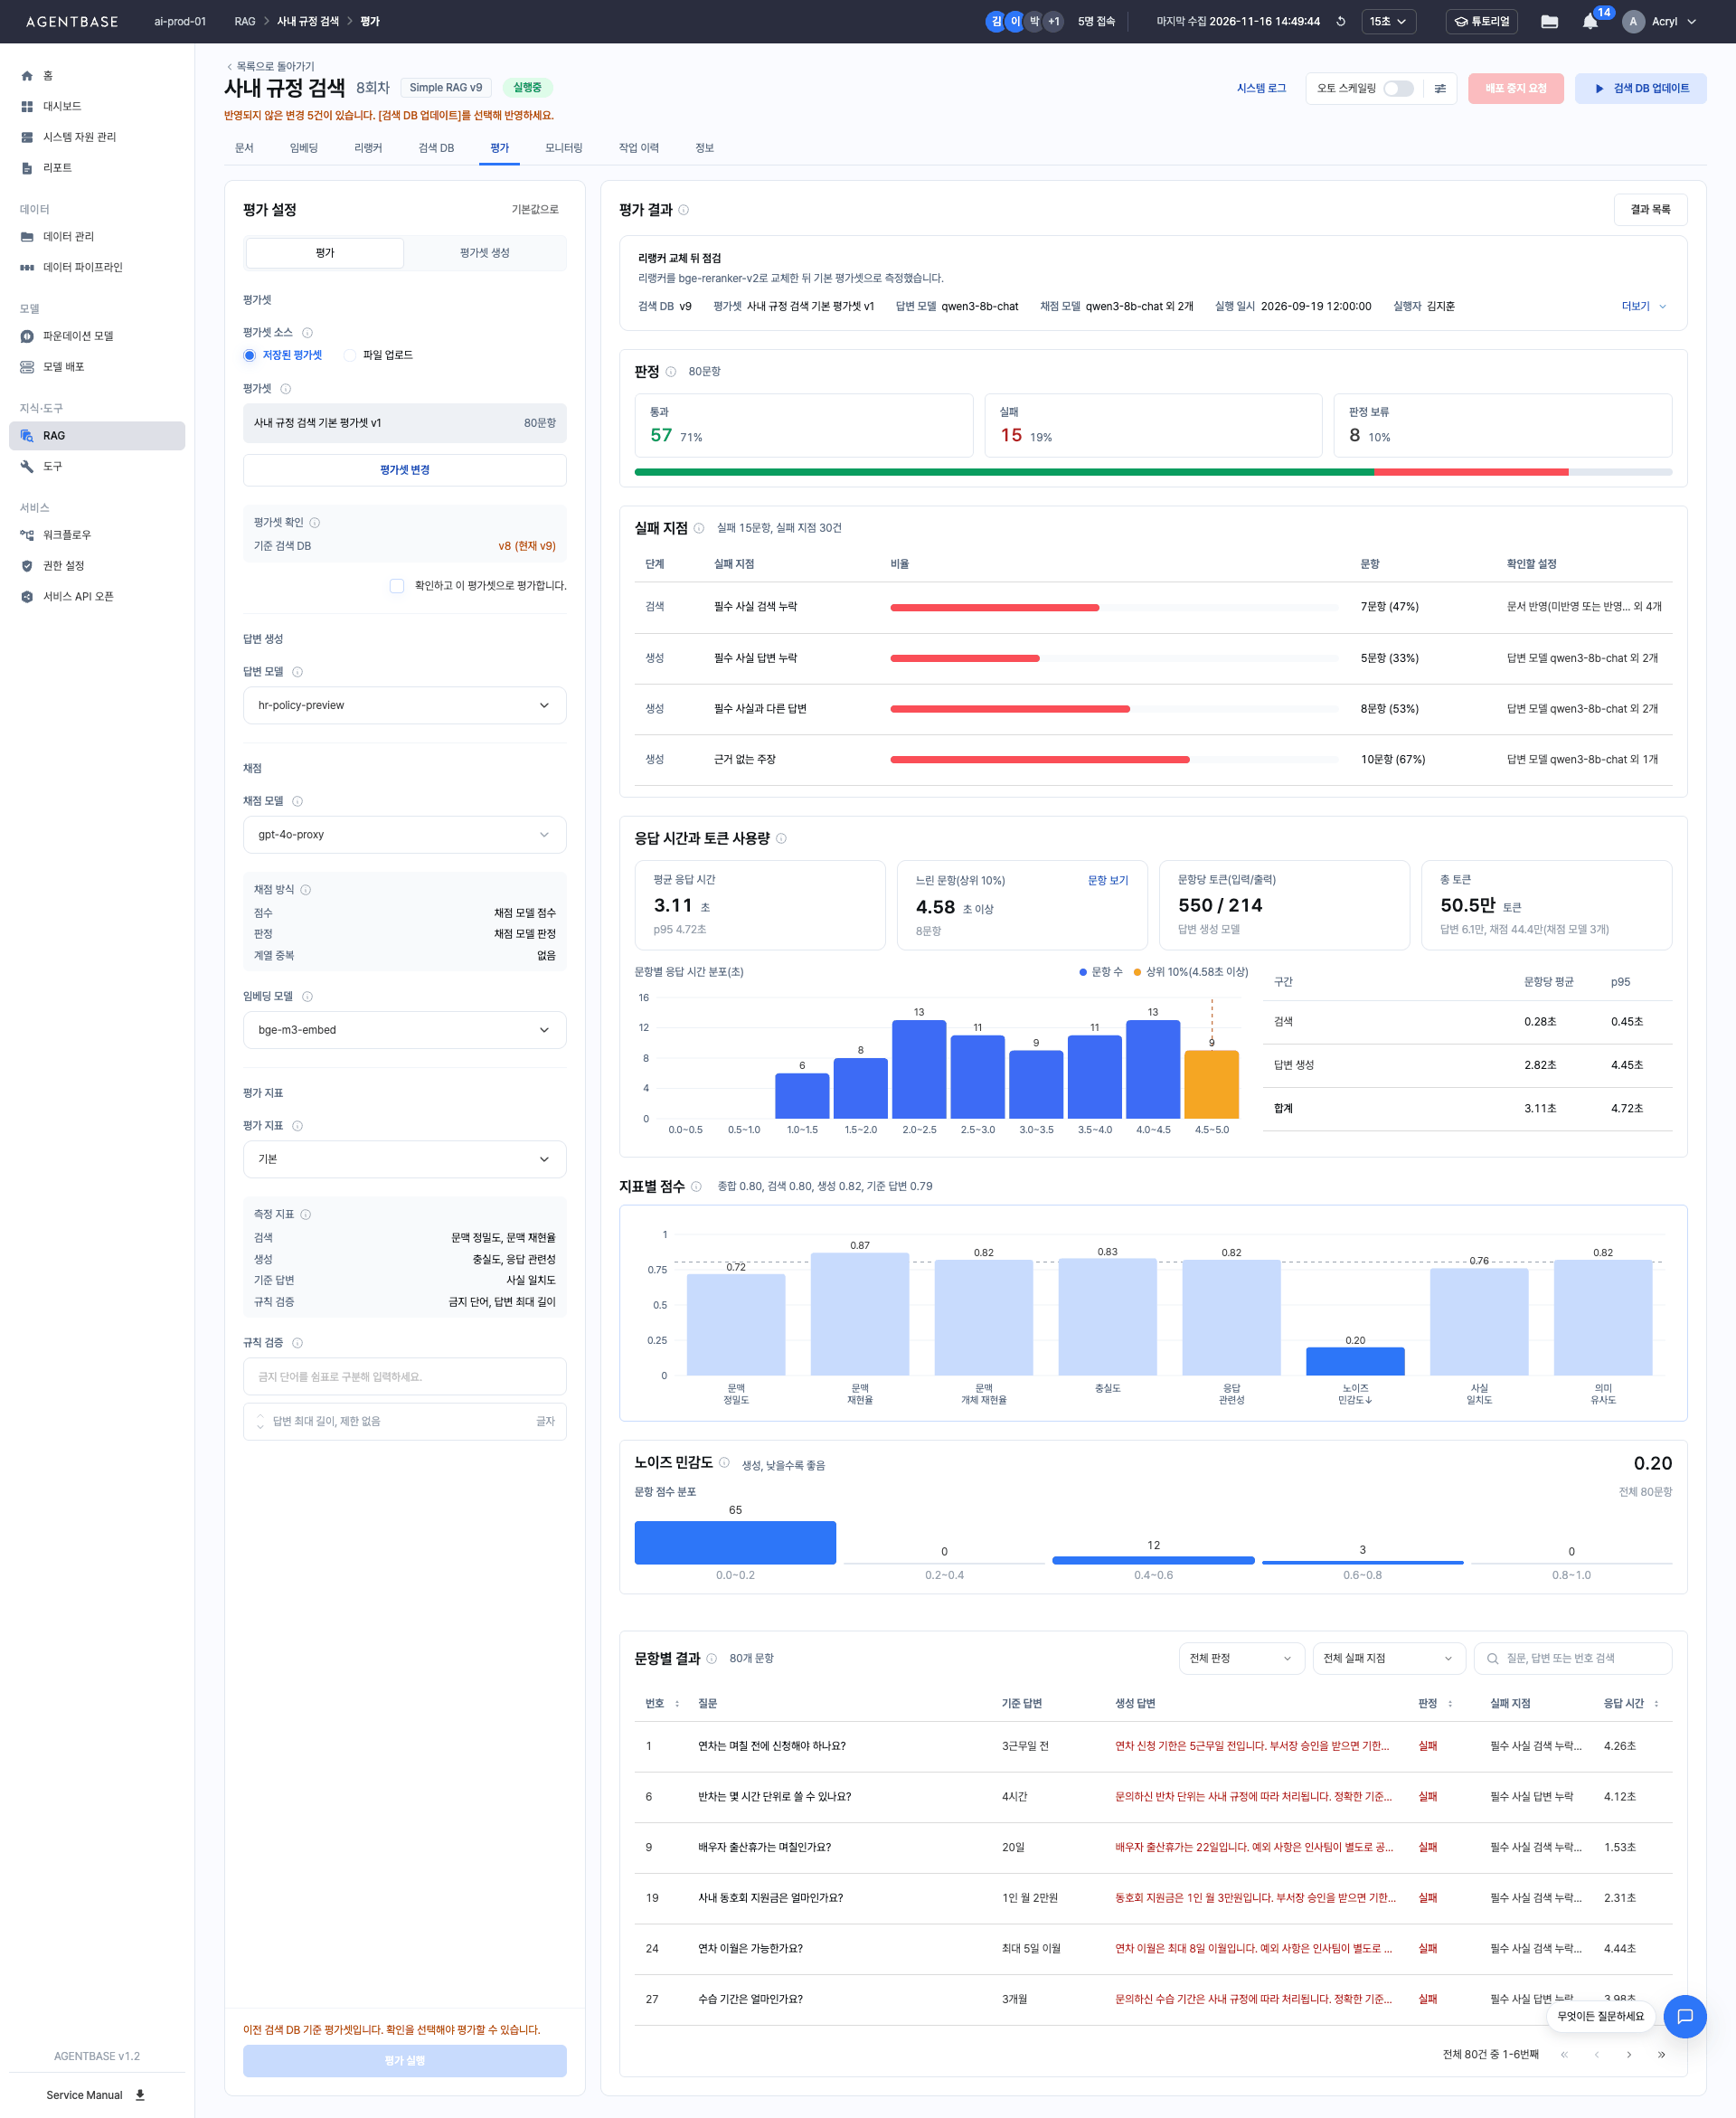 AGENTBASE
ai-prod-01
RAG > 사내 규정 검색 > 평가
김 이 박 +1 5명 접속
마지막 수집 2026-11-16 14:49:44
15초
튜토리얼
14
A Acryl
홈
대시보드
시스템 자원 관리
리포트
데이터
데이터 관리
데이터 파이프라인
모델
파운데이션 모델
모델 배포
지식·도구
RAG
도구
서비스
워크플로우
권한 설정
서비스 API 오픈
AGENTBASE v1.2
Service Manual
목록으로 돌아가기
사내 규정 검색 8회차 Simple RAG v9 실행중
반영되지 않은 변경 5건이 있습니다. [검색 DB 업데이트]를 선택해 반영하세요.
시스템 로그
오토 스케일링
배포 중지 요청
검색 DB 업데이트
문서 임베딩 리랭커 검색 DB 평가 모니터링 작업 이력 정보
평가 설정 기본값으로
평가 평가셋 생성
평가셋
평가셋 소스
저장된 평가셋 파일 업로드
평가셋
사내 규정 검색 기본 평가셋 v1 80문항
평가셋 변경
평가셋 확인
기준 검색 DB v8 (현재 v9)
확인하고 이 평가셋으로 평가합니다.
답변 생성
답변 모델
hr-policy-preview
채점
채점 모델
gpt-4o-proxy
채점 방식
점수 채점 모델 점수
판정 채점 모델 판정
계열 중복 없음
임베딩 모델
bge-m3-embed
평가 지표
평가 지표
기본
측정 지표
검색 문맥 정밀도, 문맥 재현율
생성 충실도, 응답 관련성
기준 답변 사실 일치도
규칙 검증 금지 단어, 답변 최대 길이
규칙 검증
금지 단어를 쉼표로 구분해 입력하세요.
답변 최대 길이, 제한 없음 글자
이전 검색 DB 기준 평가셋입니다. 확인을 선택해야 평가할 수 있습니다.
평가 실행
평가 결과 결과 목록
리랭커 교체 뒤 점검
리랭커를 bge-reranker-v2로 교체한 뒤 기본 평가셋으로 측정했습니다.
검색 DB v9 평가셋 사내 규정 검색 기본 평가셋 v1 답변 모델 qwen3-8b-chat 채점 모델 qwen3-8b-chat 외 2개 실행 일시 2026-09-19 12:00:00 실행자 김지훈 더보기
판정 80문항
통과 실패 판정 보류
57 71% 15 19% 8 10%
실패 지점 실패 15문항, 실패 지점 30건
단계 실패 지점 비율 문항 확인할 설정
검색 필수 사실 검색 누락 7문항 (47%) 문서 반영(미반영 또는 반영... 외 4개
생성 필수 사실 답변 누락 5문항 (33%) 답변 모델 qwen3-8b-chat 외 2개
생성 필수 사실과 다른 답변 8문항 (53%) 답변 모델 qwen3-8b-chat 외 2개
생성 근거 없는 주장 10문항 (67%) 답변 모델 qwen3-8b-chat 외 1개
응답 시간과 토큰 사용량
평균 응답 시간
3.11 초
p95 4.72초
느린 문항(상위 10%) 문항 보기
4.58 초 이상
8문항
문항당 토큰(입력/출력)
550 / 214
답변 생성 모델
총 토큰
50.5만 토큰
답변 6.1만, 채점 44.4만(채점 모델 3개)
문항별 응답 시간 분포(초) 문항 수 상위 10%(4.58초 이상)
16
12
8
4
0
6 8 13 11 9 11 13 9
0.0~0.5 0.5~1.0 1.0~1.5 1.5~2.0 2.0~2.5 2.5~3.0 3.0~3.5 3.5~4.0 4.0~4.5 4.5~5.0
구간 문항당 평균 p95
검색 0.28초 0.45초
답변 생성 2.82초 4.45초
합계 3.11초 4.72초
지표별 점수 종합 0.80, 검색 0.80, 생성 0.82, 기준 답변 0.79
1
0.75
0.5
0.25
0
0.72 0.87 0.82 0.83 0.82 0.20 0.76 0.82
문맥 문맥 문맥 충실도 응답 노이즈 사실 의미
정밀도 재현율 개체 재현율 관련성 민감도↓ 일치도 유사도
노이즈 민감도 생성, 낮을수록 좋음 0.20
문항 점수 분포 전체 80문항
65 0 12 3 0
0.0~0.2 0.2~0.4 0.4~0.6 0.6~0.8 0.8~1.0
문항별 결과 80개 문항 전체 판정 전체 실패 지점 질문, 답변 또는 번호 검색
번호 질문 기준 답변 생성 답변 판정 실패 지점 응답 시간
1 연차는 며칠 전에 신청해야 하나요? 3근무일 전 연차 신청 기한은 5근무일 전입니다. 부서장 승인을 받으면 기한... 실패 필수 사실 검색 누락... 4.26초
6 반차는 몇 시간 단위로 쓸 수 있나요? 4시간 문의하신 반차 단위는 사내 규정에 따라 처리됩니다. 정확한 기준... 실패 필수 사실 답변 누락 4.12초
9 배우자 출산휴가는 며칠인가요? 20일 배우자 출산휴가는 22일입니다. 예외 사항은 인사팀이 별도로 공... 실패 필수 사실 검색 누락... 1.53초
19 사내 동호회 지원금은 얼마인가요? 1인 월 2만원 동호회 지원금은 1인 월 3만원입니다. 부서장 승인을 받으면 기한... 실패 필수 사실 검색 누락... 2.31초
24 연차 이월은 가능한가요? 최대 5일 이월 연차 이월은 최대 8일 이월입니다. 예외 사항은 인사팀이 별도로 ... 실패 필수 사실 검색 누락... 4.44초
27 수습 기간은 얼마인가요? 3개월 문의하신 수습 기간은 사내 규정에 따라 처리됩니다. 정확한 기준... 실패 필수 사실 답변 누락 3.98초
무엇이든 질문하세요
전체 80건 중 1-6번째